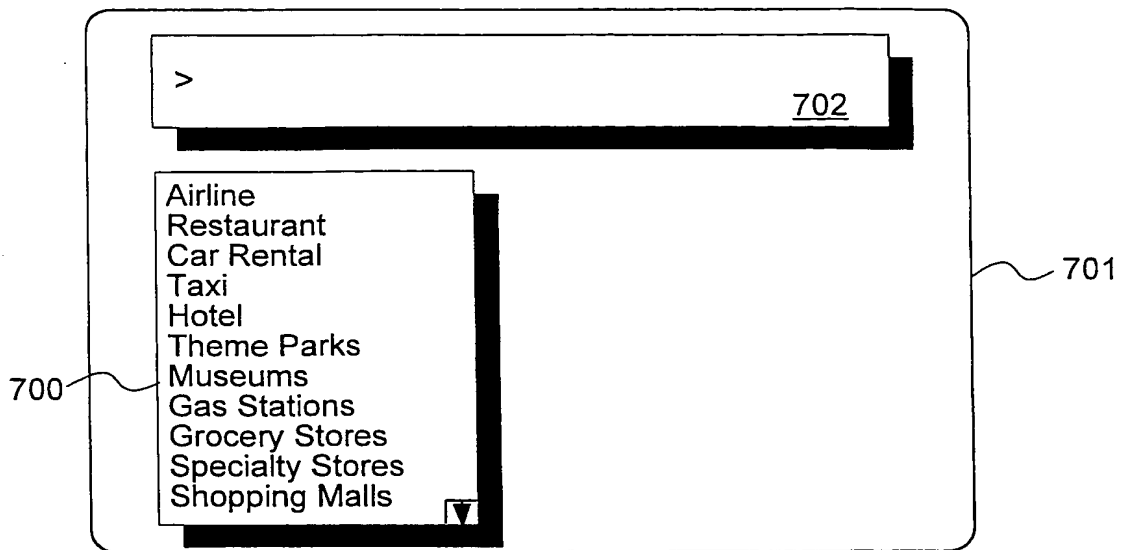 >
702
Airline
Restaurant
Car Rental
Taxi
Hotel
Theme Parks
Museums
Gas Stations
Grocery Stores
Specialty Stores
Shopping Malls
701
700